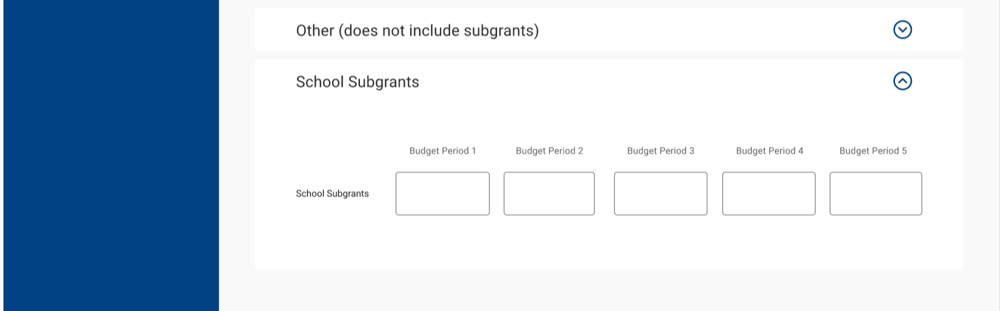 Other (does not include subgrants)
School Subgrants
Budget Period 1 Budget Period 2 Budget Period 3 Budget Period 4 Budget Period 5
School Subgrants